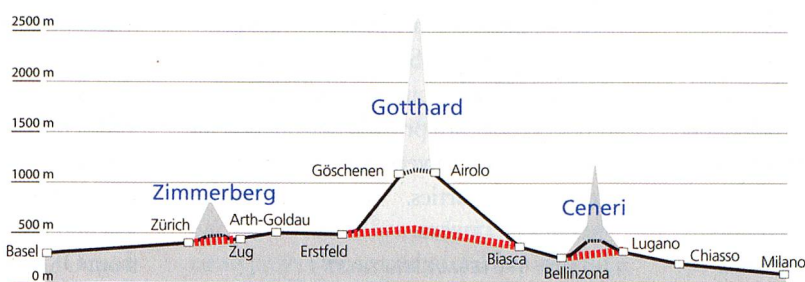 2500 m
2000 m
Gotthard
1500 m
Göschenen Airolo
1000 m
Zimmerberg
Ceneri
Zürich Arth-Goldau
500 m
Basel Zug Erstfeld Biasca Lugano
Bellinzona Chiasso Milano
0 m